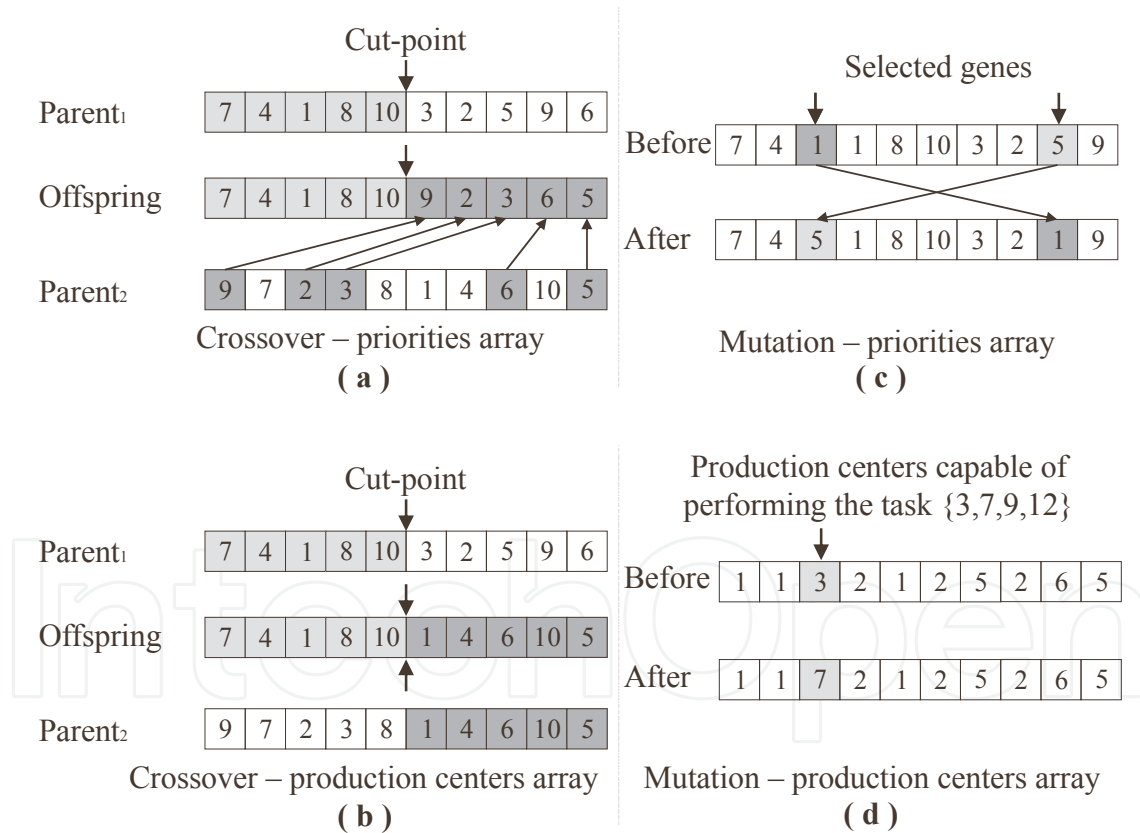 Cut-point
Parent1 7 4 1 8 10 3 2 5 9 6
Offspring 7 4 1 8 10 9 2 3 6 5
Parent2 9 7 2 3 8 1 4 6 10 5
Crossover – priorities array
( a )
Selected genes
Before 7 4 1 1 8 10 3 2 5 9
After 7 4 5 1 8 10 3 2 1 9
Mutation – priorities array
( c )
Cut-point
Parent1 7 4 1 8 10 3 2 5 9 6
Offspring 7 4 1 8 10 1 4 6 10 5
Parent2 9 7 2 3 8 1 4 6 10 5
Crossover – production centers array
( b )
Production centers capable of
performing the task {3,7,9,12}
Before 1 1 3 2 1 2 5 2 6 5
After 1 1 7 2 1 2 5 2 6 5
Mutation – production centers array
( d )
IntechOpen